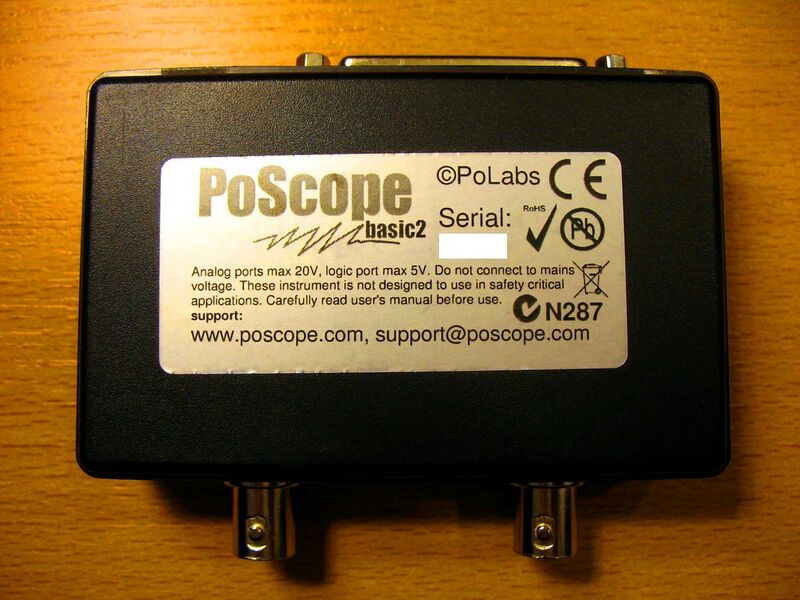 PoScope
basic2
©PoLabs CE
Serial:
RoHS
Pb
Analog ports max 20V, logic port max 5V. Do not connect to mains
voltage. These instrument is not designed to use in safety critical
applications. Carefully read user's manual before use.
support:
N287
www.poscope.com, support@poscope.com